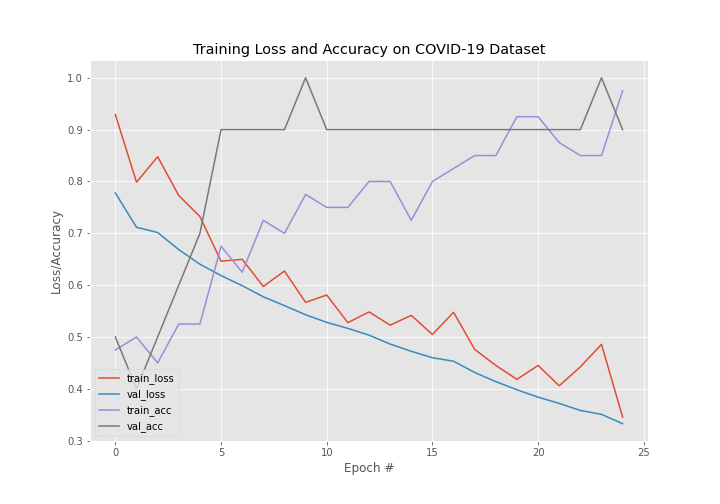 Training Loss and Accuracy on COVID-19 Dataset
Loss/Accuracy
1.0
0.9
0.8
0.7
0.6
0.5
0.4
0.3
train_loss
val_loss
train_acc
val_acc
0 5 10 15 20 25
Epoch #